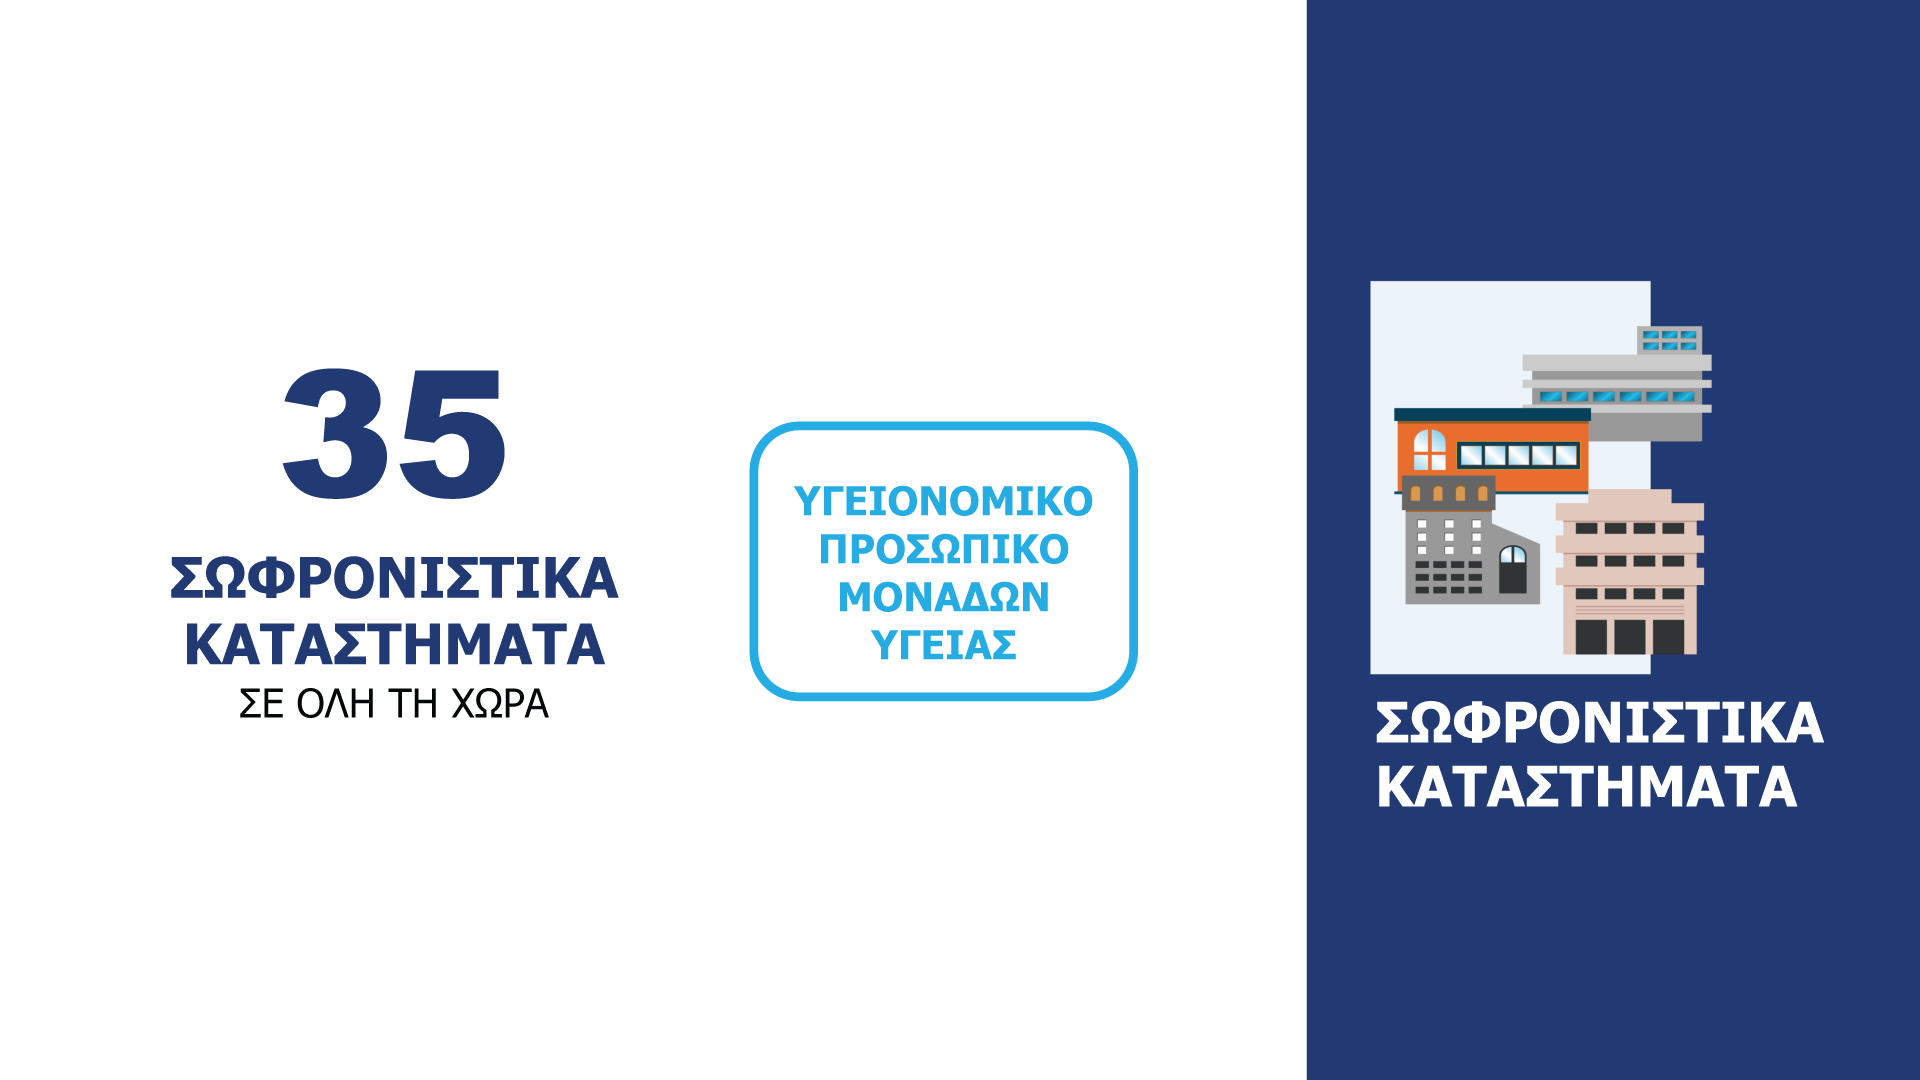 35
ΣΩΦΡΟΝΙΣΤΙΚΑ
ΚΑΤΑΣΤΗΜΑΤΑ
ΣΕ ΟΛΗ ΤΗ ΧΩΡΑ
ΥΓΕΙΟΝΟΜΙΚΟ
ΠΡΟΣΩΠΙΚΟ
ΜΟΝΑΔΩΝ
ΥΓΕΙΑΣ
ΣΩΦΡΟΝΙΣΤΙΚΑ
ΚΑΤΑΣΤΗΜΑΤΑ